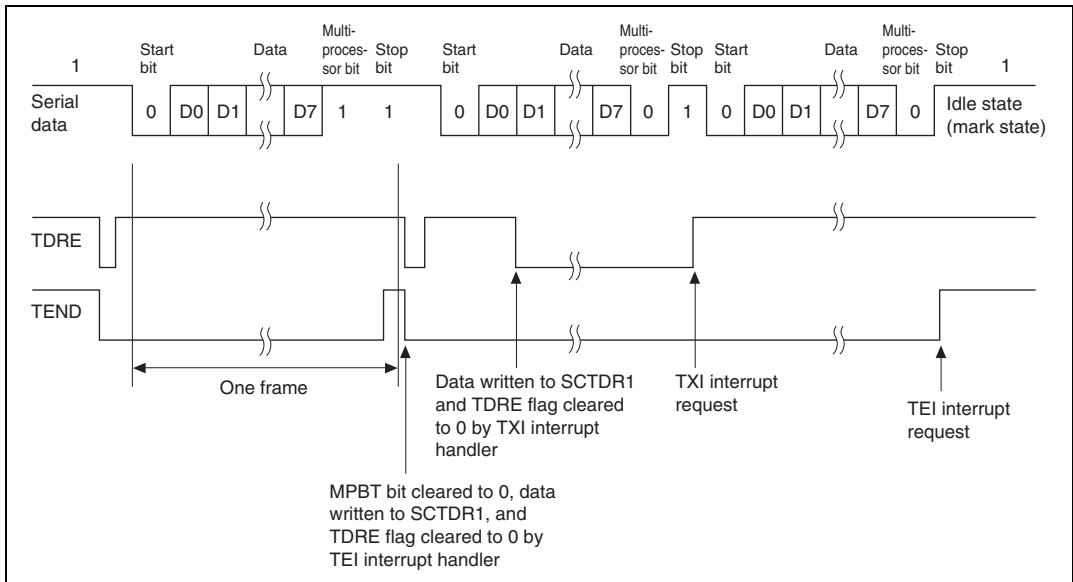 Start
bit
Data
Multi-
proces-
sor bit
Stop
bit
Start
bit
Data
Multi-
proces-
sor bit
Stop
bit
Start
bit
Data
Multi-
proces-
sor bit
Stop
bit
1
1
Serial
data
0 D0 D1 D7 1 1 0 D0 D1 D7 0 1 0 D0 D1 D7 0
Idle state
(mark state)
TDRE
TEND
One frame
Data written to SCTDR1
and TDRE flag cleared
to 0 by TXI interrupt
handler
TXI interrupt
request
TEI interrupt
request
MPBT bit cleared to 0, data
written to SCTDR1, and
TDRE flag cleared to 0 by
TEI interrupt handler